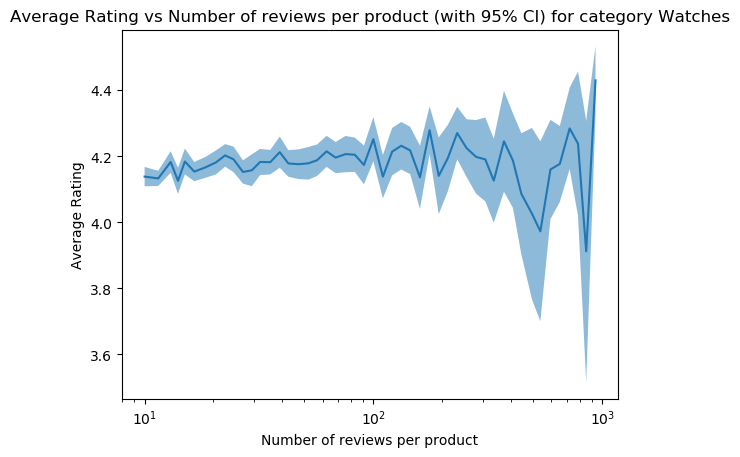 Average Rating vs Number of reviews per product (with 95% CI) for category Watches
Average Rating
4.4
4.2
4.0
3.8
3.6
10¹
10²
10³
Number of reviews per product